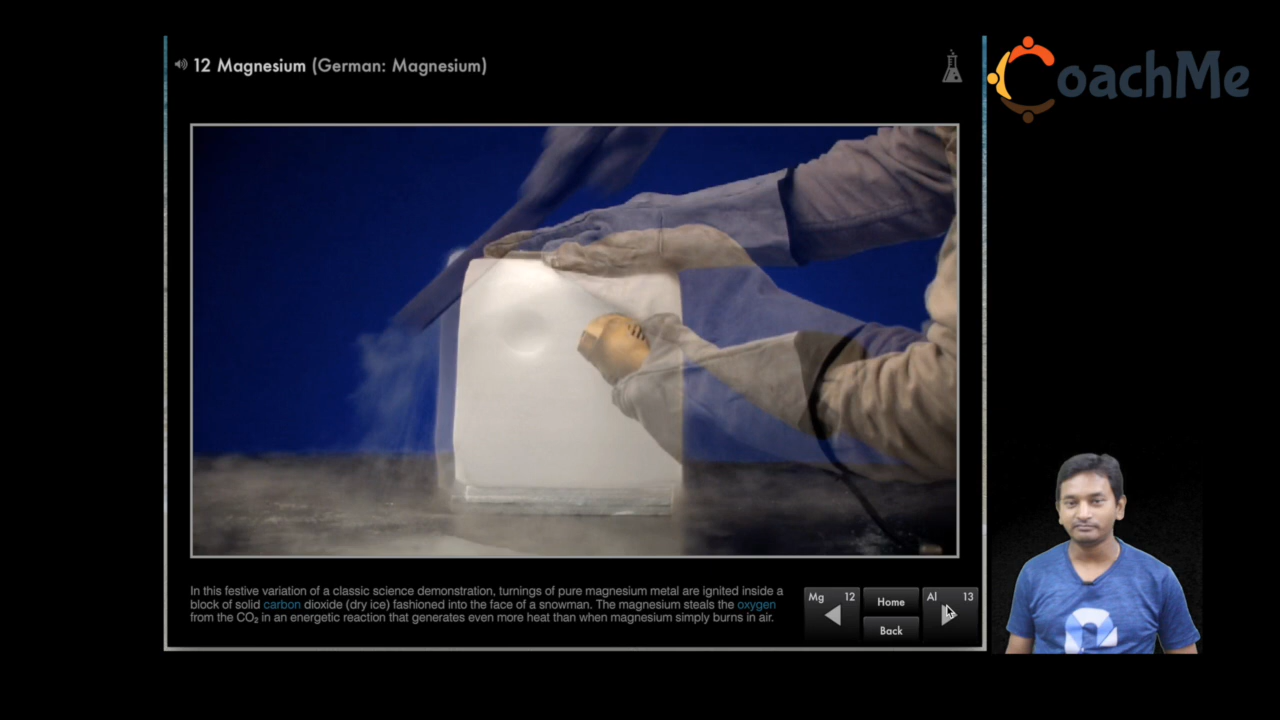 12 Magnesium (German: Magnesium)
CoachMe
In this festive variation of a classic science demonstration, turnings of pure magnesium metal are ignited inside a
block of solid carbon dioxide (dry ice) fashioned into the face of a snowman. The magnesium steals the oxygen
from the CO₂ in an energetic reaction that generates even more heat than when magnesium simply burns in air.
Mg 12
Home
Back
Al 13